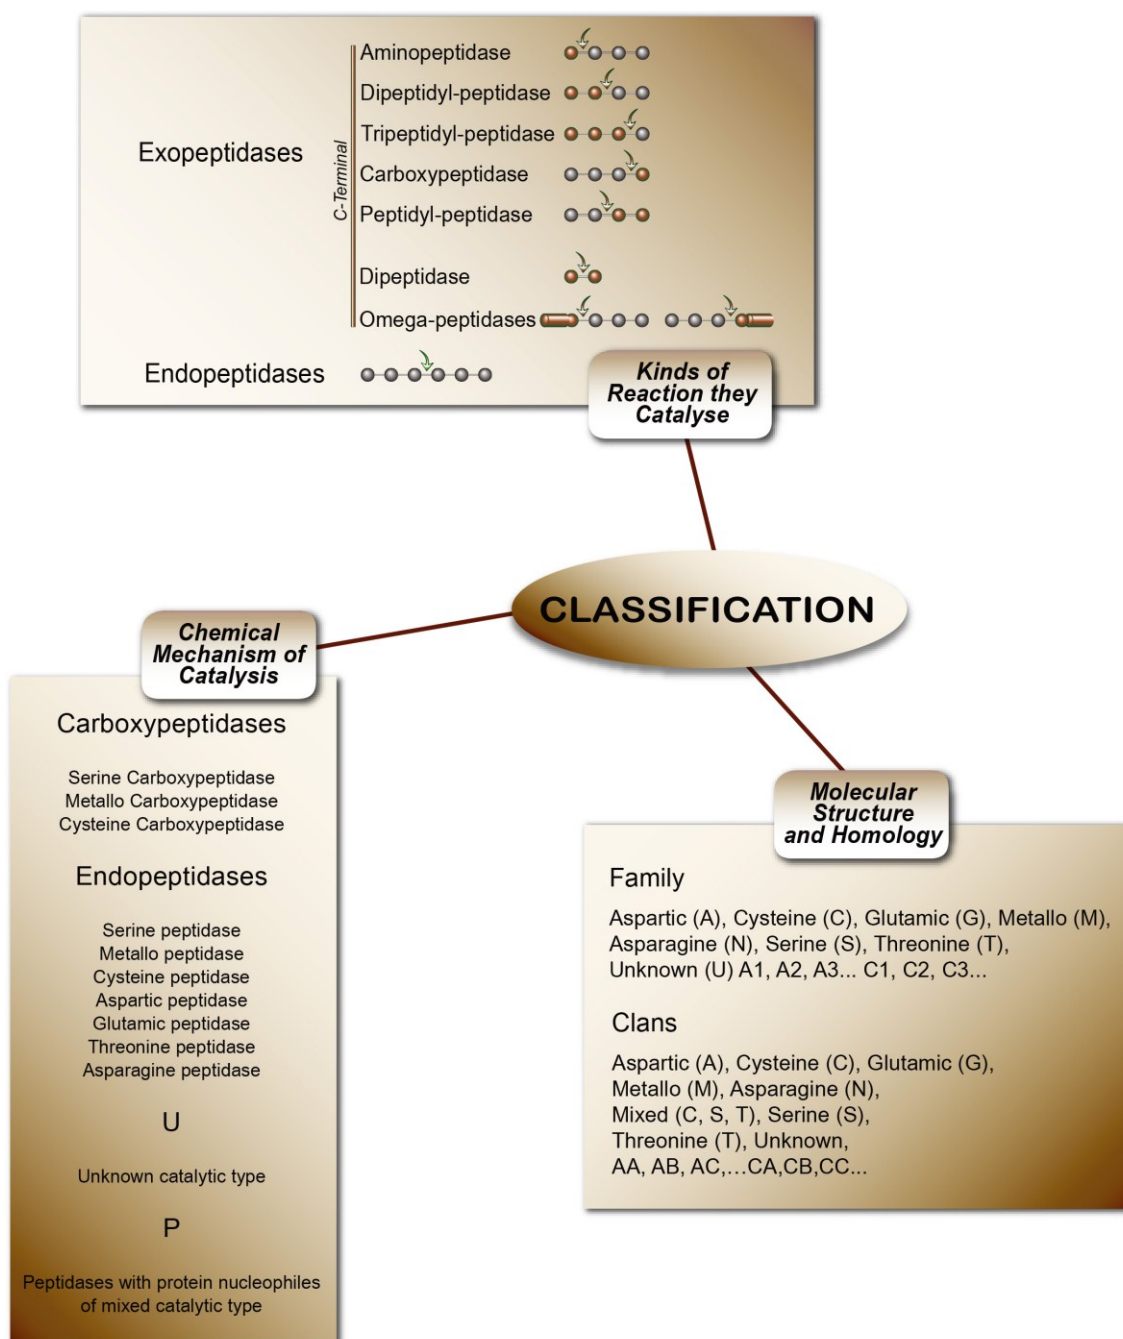 Exopeptidases
C-Terminal
Aminopeptidase
Dipeptidyl-peptidase
Tripeptidyl-peptidase
Carboxypeptidase
Peptidyl-peptidase
Dipeptidase
Omega-peptidases
Endopeptidases
Kinds of
Reaction they
Catalyse
CLASSIFICATION
Chemical
Mechanism of
Catalysis
Carboxypeptidases
Serine Carboxypeptidase
Metallo Carboxypeptidase
Cysteine Carboxypeptidase
Endopeptidases
Serine peptidase
Metallo peptidase
Cysteine peptidase
Aspartic peptidase
Glutamic peptidase
Threonine peptidase
Asparagine peptidase
U
Unknown catalytic type
P
Peptidases with protein nucleophiles
of mixed catalytic type
Molecular
Structure
and Homology
Family
Aspartic (A), Cysteine (C), Glutamic (G), Metallo (M),
Asparagine (N), Serine (S), Threonine (T),
Unknown (U) A1, A2, A3... C1, C2, C3...
Clans
Aspartic (A), Cysteine (C), Glutamic (G),
Metallo (M), Asparagine (N),
Mixed (C, S, T), Serine (S),
Threonine (T), Unknown,
AA, AB, AC,...CA,CB,CC...